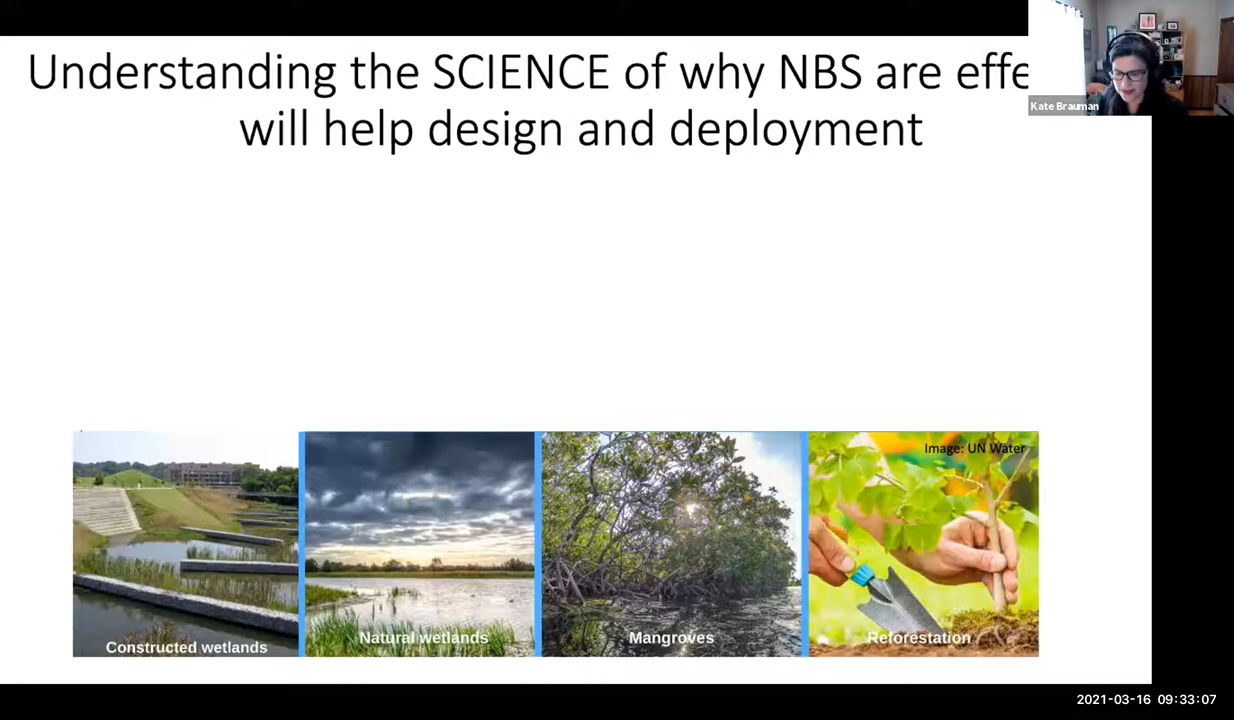 Understanding the SCIENCE of why NBS are effe
will help design and deployment
Kate Brauman
Image: UN Water
Constructed wetlands
Natural wetlands
Mangroves
Reforestation
2021-03-16 09:33:07